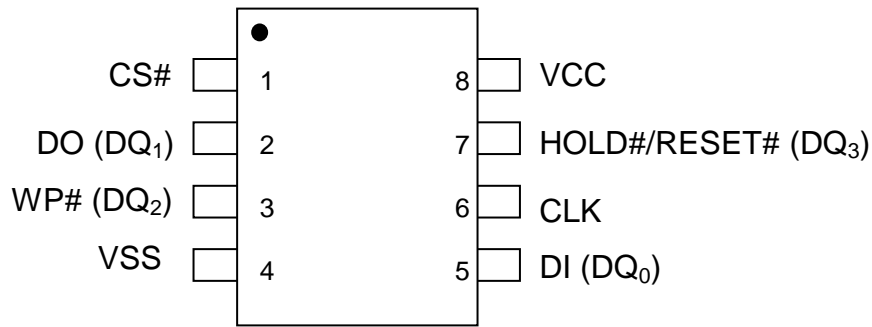 CS# 1 8 VCC
DO (DQ₁) 2 7 HOLD#/RESET# (DQ₃)
WP# (DQ₂) 3 6 CLK
VSS 4 5 DI (DQ₀)